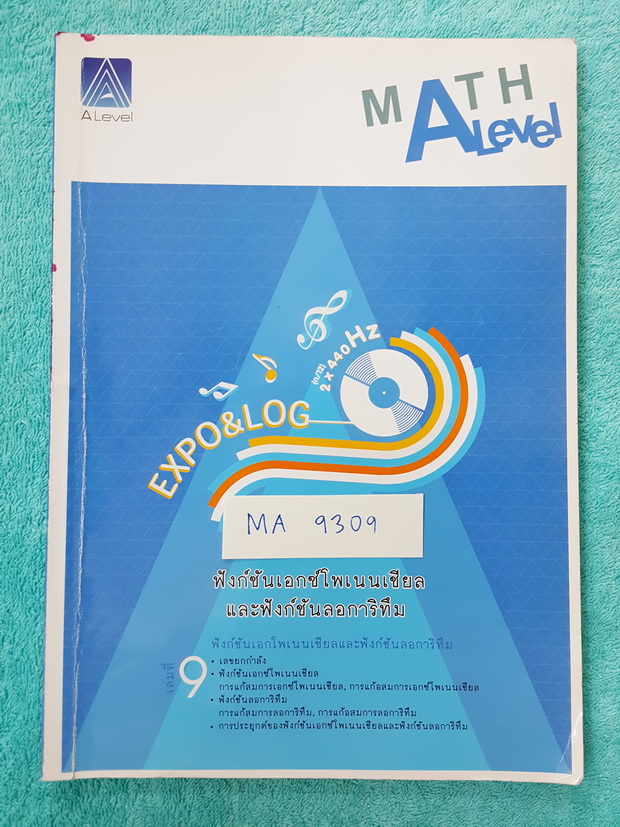 A Level
MATH
ALevel
2 × 440Hz
EXPO&LOG
MA 9309
ฟังก์ชันเอกซ์โพเนนเชียล
และฟังก์ชันลอการิทึม
ฟังก์ชันเอกโพเนนเชียลและฟังก์ชันลอการิทึม
เล่มที่ 9
• เลขยกกำลัง
• ฟังก์ชันเอกซ์โพเนนเชียล
การแก้สมการเอกซ์โพเนนเชียล, การแก้อสมการเอกซ์โพเนนเชียล
• ฟังก์ชันลอการิทึม
การแก้สมการลอการิทึม, การแก้อสมการลอการิทึม
• การประยุกต์ของฟังก์ชันเอกซ์โพเนนเชียลและฟังก์ชันลอการิทึม